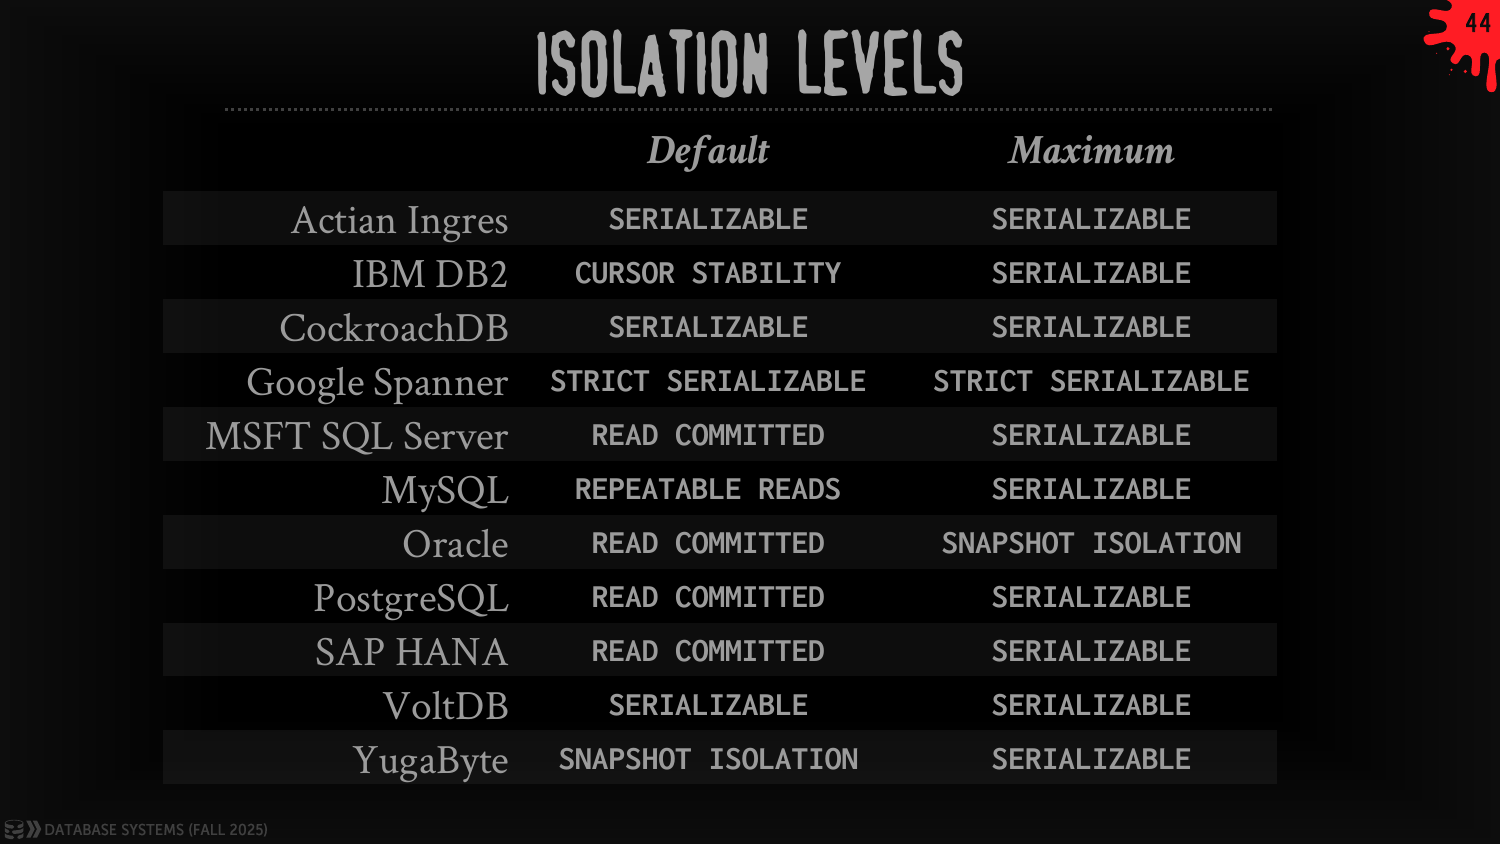 44
ISOLATION LEVELS
Default Maximum
Actian Ingres SERIALIZABLE SERIALIZABLE
IBM DB2 CURSOR STABILITY SERIALIZABLE
CockroachDB SERIALIZABLE SERIALIZABLE
Google Spanner STRICT SERIALIZABLE STRICT SERIALIZABLE
MSFT SQL Server READ COMMITTED SERIALIZABLE
MySQL REPEATABLE READS SERIALIZABLE
Oracle READ COMMITTED SNAPSHOT ISOLATION
PostgreSQL READ COMMITTED SERIALIZABLE
SAP HANA READ COMMITTED SERIALIZABLE
VoltDB SERIALIZABLE SERIALIZABLE
YugaByte SNAPSHOT ISOLATION SERIALIZABLE
DATABASE SYSTEMS (FALL 2025)